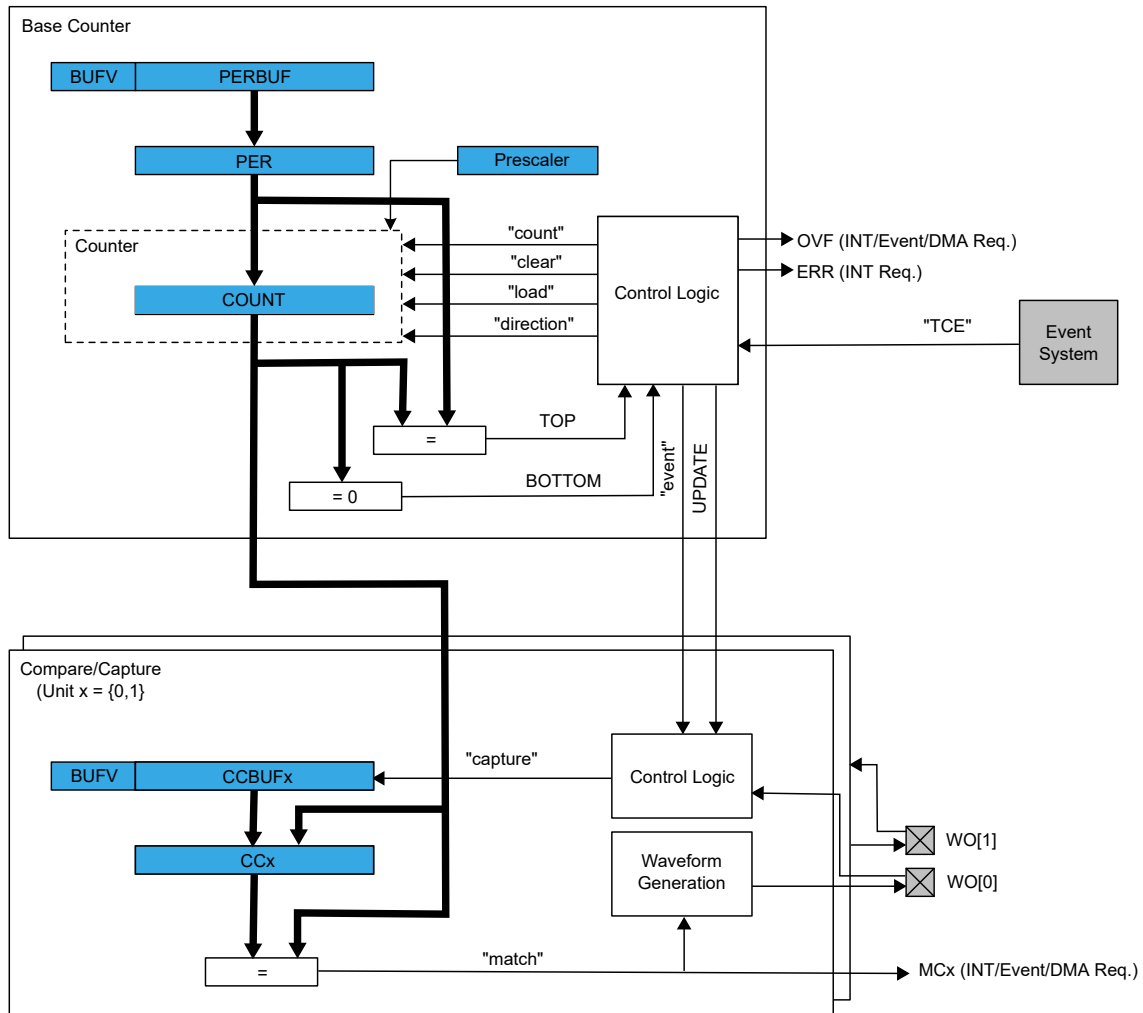 Base Counter
BUFV
PERBUF
PER
Prescaler
Counter
COUNT
"count"
"clear"
"load"
"direction"
Control Logic
OVF (INT/Event/DMA Req.)
ERR (INT Req.)
"TCE"
Event
System
=
TOP
= 0
BOTTOM
"event"
UPDATE
Compare/Capture
(Unit x = {0,1}
BUFV
CCBUFx
"capture"
Control Logic
CCx
Waveform
Generation
WO[1]
WO[0]
=
"match"
MCx (INT/Event/DMA Req.)